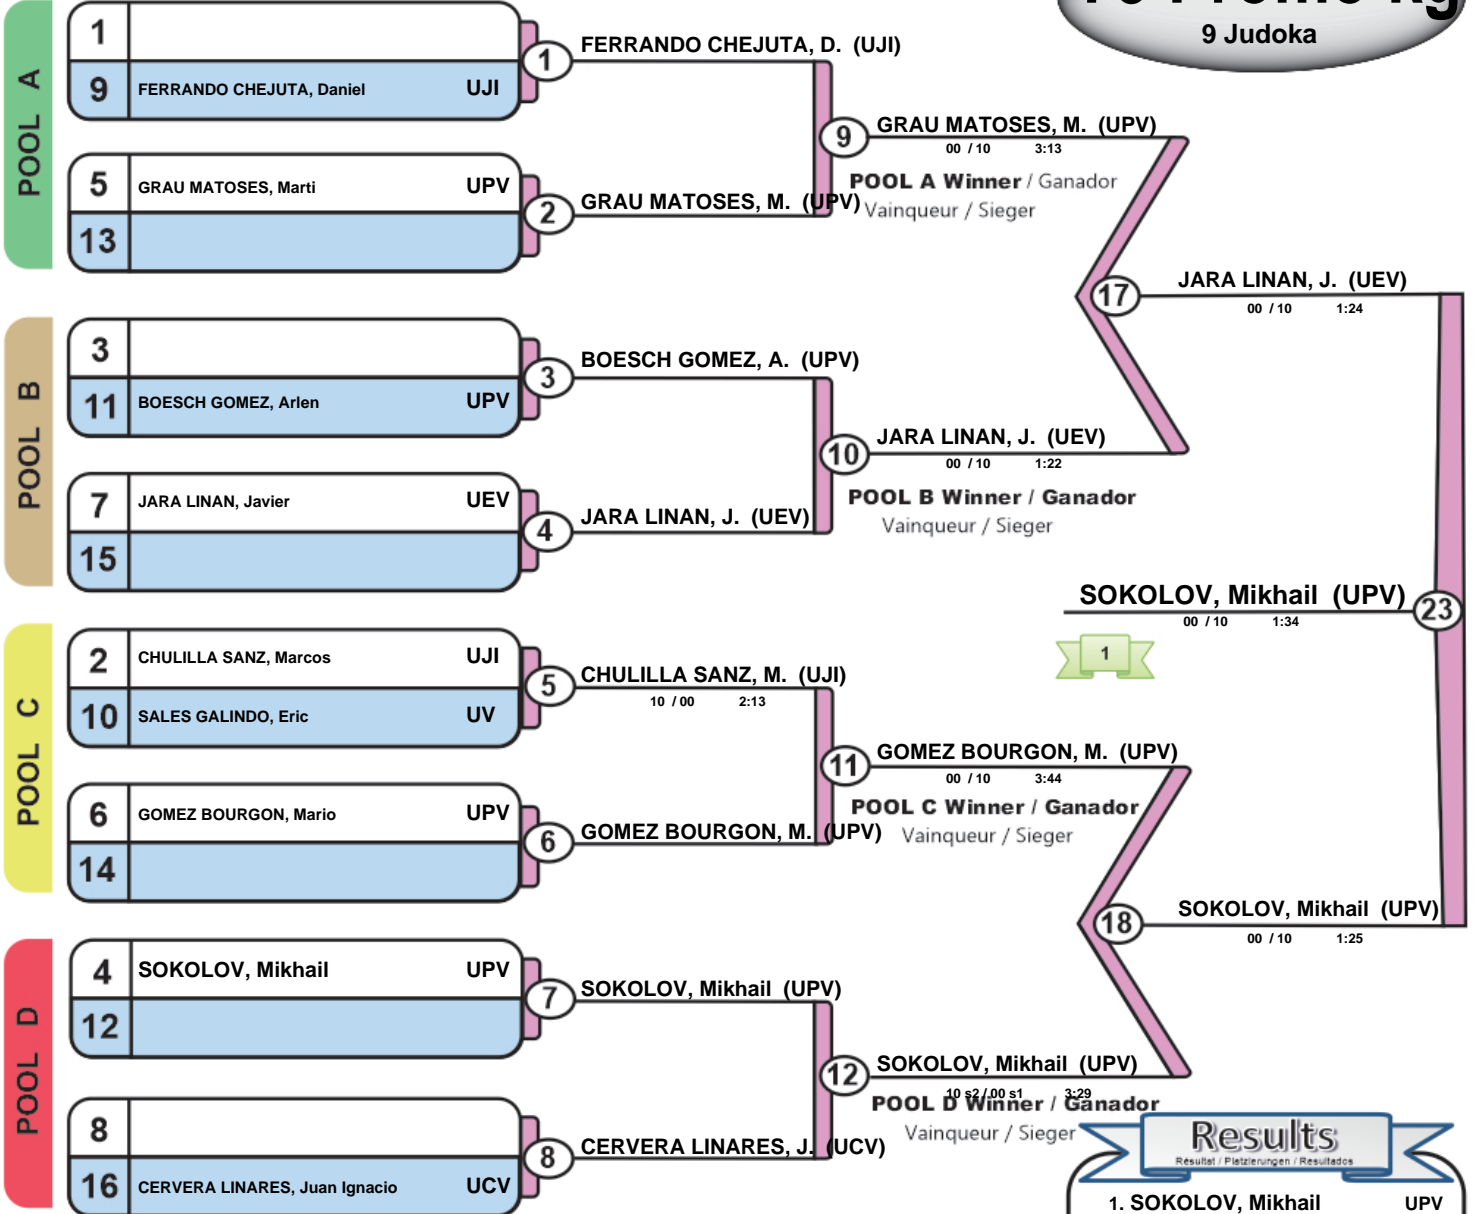 9 Judoka
POOL A
1
9 FERRANDO CHEJUTA, Daniel UJI
1
FERRANDO CHEJUTA, D. (UJI)
5 GRAU MATOSES, Marti UPV
13
2
GRAU MATOSES, M. (UPV)
9
GRAU MATOSES, M. (UPV)
00 / 10 3:13
POOL A Winner / Ganador
Vainqueur / Sieger
POOL B
3
11 BOESCH GOMEZ, Arlen UPV
3
BOESCH GOMEZ, A. (UPV)
7 JARA LINAN, Javier UEV
15
4
JARA LINAN, J. (UEV)
10
JARA LINAN, J. (UEV)
00 / 10 1:22
POOL B Winner / Ganador
Vainqueur / Sieger
17
JARA LINAN, J. (UEV)
00 / 10 1:24
POOL C
2 CHULILLA SANZ, Marcos UJI
10 SALES GALINDO, Eric UV
5
CHULILLA SANZ, M. (UJI)
10 / 00 2:13
6 GOMEZ BOURGON, Mario UPV
14
6
GOMEZ BOURGON, M. (UPV)
11
GOMEZ BOURGON, M. (UPV)
00 / 10 3:44
POOL C Winner / Ganador
Vainqueur / Sieger
POOL D
4 SOKOLOV, Mikhail UPV
12
7
SOKOLOV, Mikhail (UPV)
8
16 CERVERA LINARES, Juan Ignacio UCV
8
CERVERA LINARES, J. (UCV)
12
SOKOLOV, Mikhail (UPV)
10 s2 / 00 s1 3:29
POOL D Winner / Ganador
Vainqueur / Sieger
18
SOKOLOV, Mikhail (UPV)
00 / 10 1:25
SOKOLOV, Mikhail (UPV)
23
00 / 10 1:34
1
Results
Resultat / Platzierungen / Resultados
1. SOKOLOV, Mikhail UPV